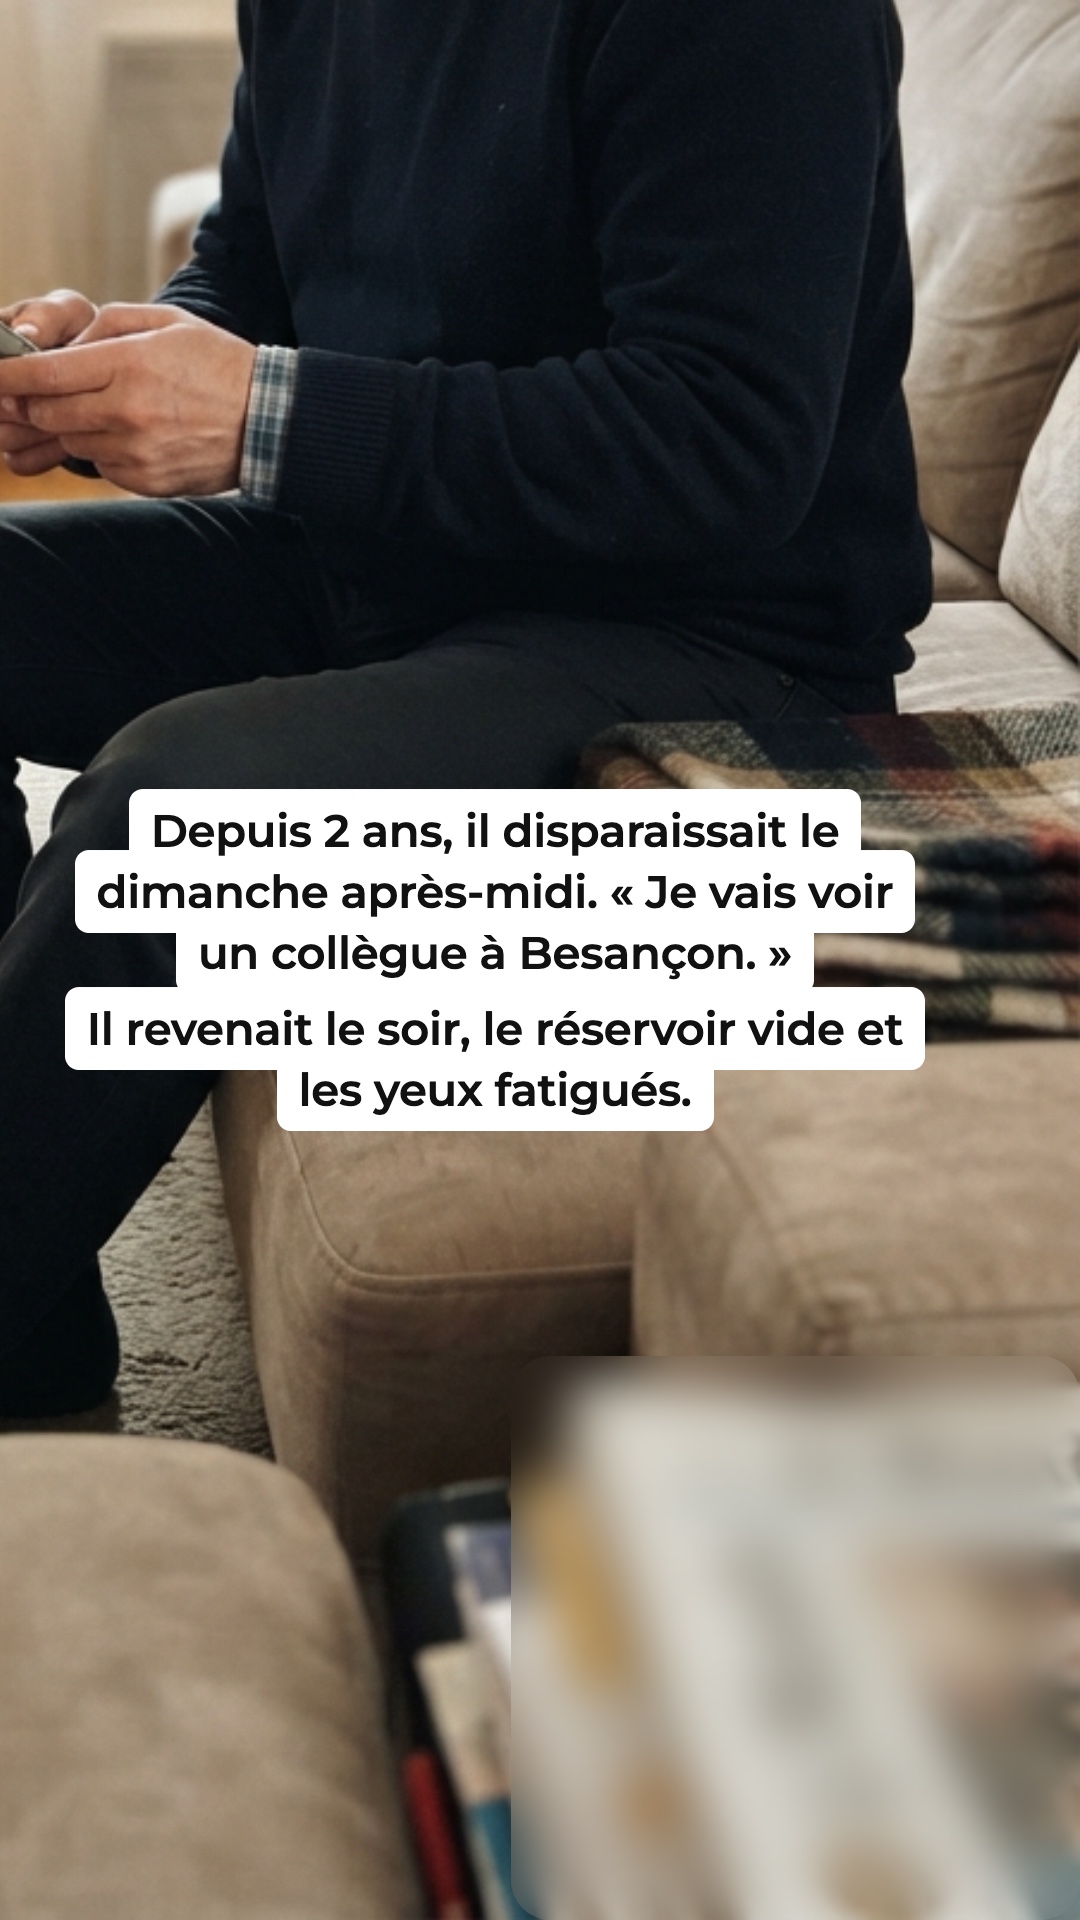 Depuis 2 ans, il disparaissait le
dimanche après-midi. « Je vais voir
un collègue à Besançon. »
Il revenait le soir, le réservoir vide et
les yeux fatigués.